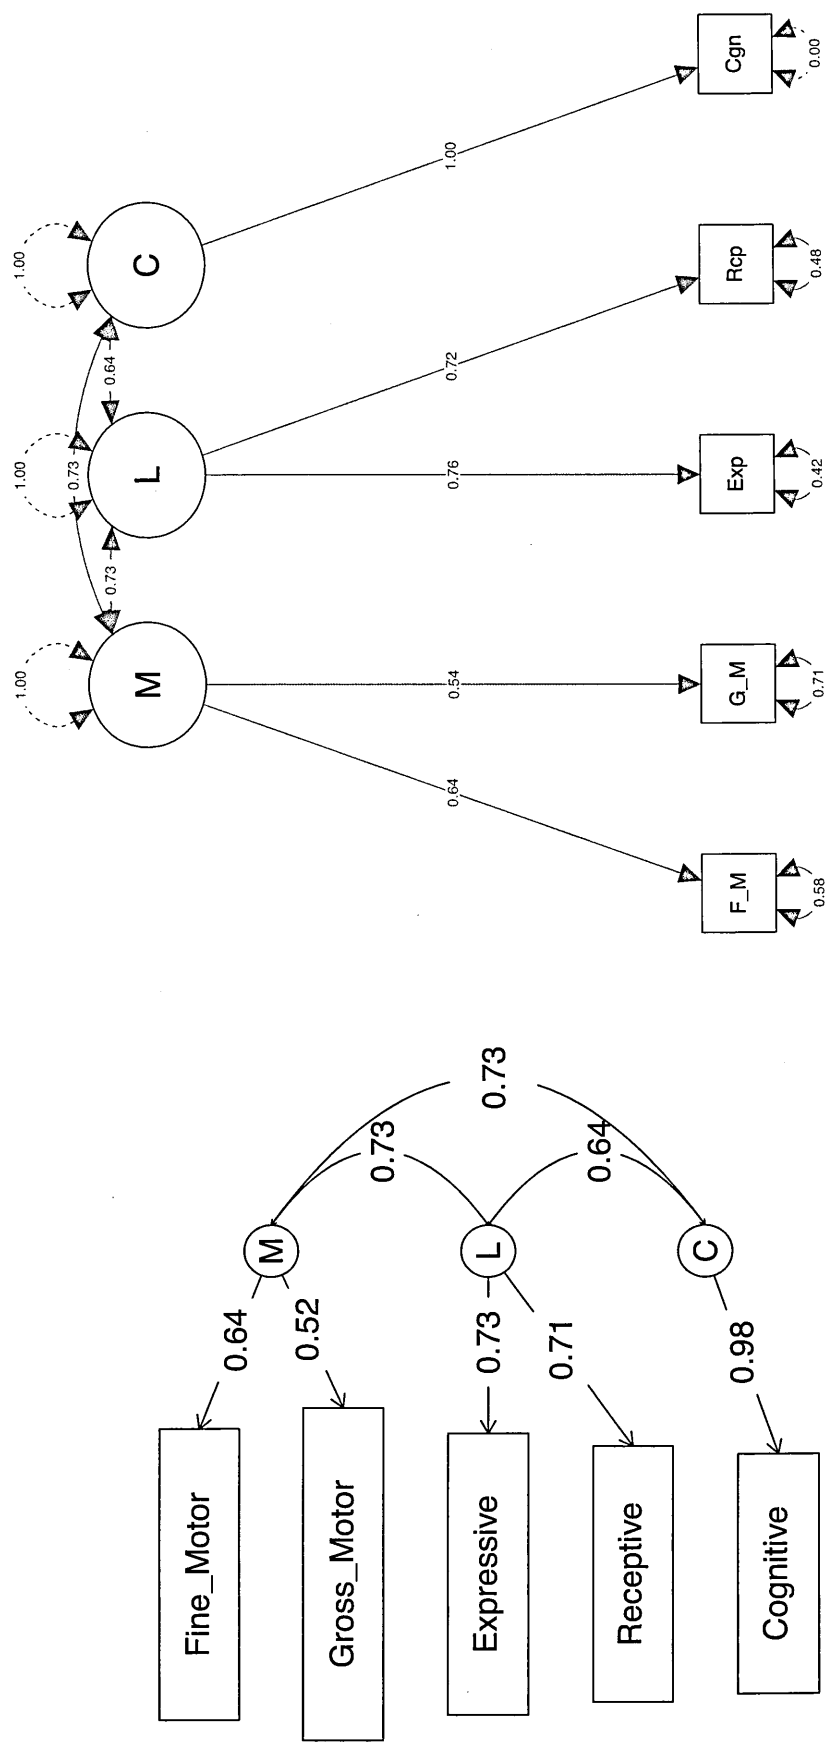 Fine_Motor
0.64
M
0.52
Gross_Motor
0.73
Expressive
0.73
L
0.73
0.71
0.64
Receptive
C
0.98
Cognitive
1.00
1.00
1.00
0.73
0.73
0.64
M
L
C
0.64
0.54
0.76
0.72
1.00
F_M
G_M
Exp
Rcp
Cgn
0.58
0.71
0.42
0.48
0.00